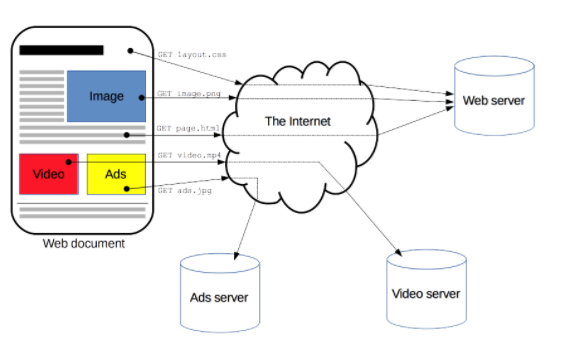 GET layout.css
Image
GET image.png
The Internet
Web server
GET page.html
GET video.mp4
Video
Ads
GET ads.jpg
Web document
Ads server
Video server